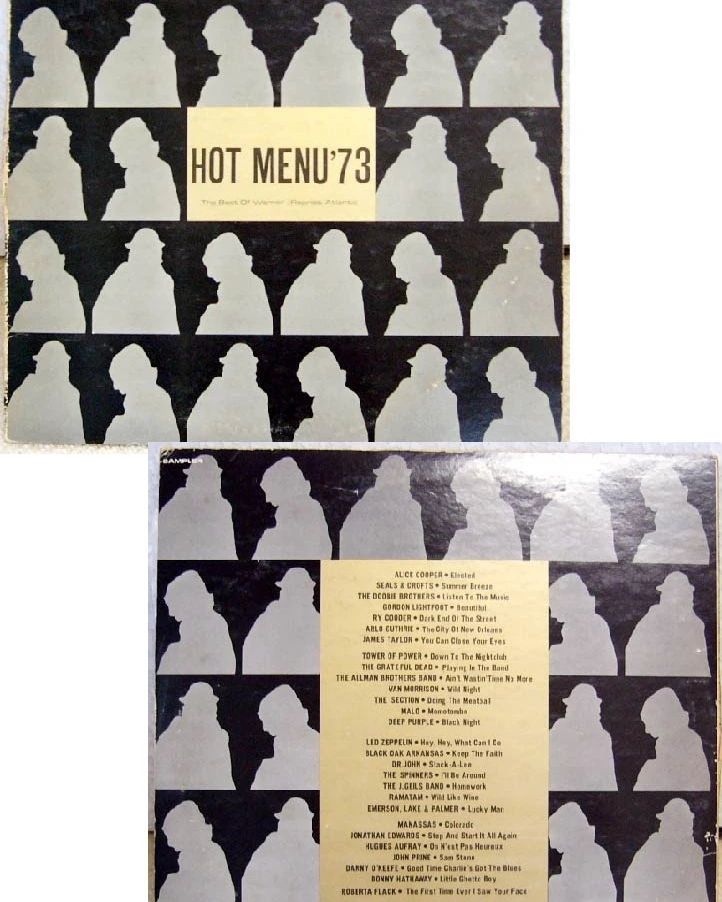 HOT MENU '73
The Best Of Warner /Reprise /Atlantic
SAMPLER
ALICE COOPER • Elected
SEALS & CROFTS • Summer Breeze
THE DOOBIE BROTHERS • Listen To The Music
GORDON LIGHTFOOT • Beautiful
RY COODER • Dark End Of The Street
ARLO GUTHRIE • The City Of New Orleans
JAMES TAYLOR • You Can Close Your Eyes
TOWER OF POWER • Down To The Nightclub
THE GRATEFUL DEAD • Playing In The Band
THE ALLMAN BROTHERS BAND • Ain't Wastin' Time No More
VAN MORRISON • Wild Night
THE SECTION • Doing The Meatball
MALO • Momotombo
DEEP PURPLE • Black Night
LED ZEPPELIN • Hey, Hey, What Can I Do
BLACK OAK ARKANSAS • Keep The Faith
DR JOHN • Stack-A-Lee
THE SPINNERS • I'll Be Around
THE J.GEILS BAND • Homework
RAMATAM • Wild Like Wine
EMERSON, LAKE & PALMER • Lucky Man
MANASSAS • Colorado
JONATHAN EDWARDS • Stop And Start It All Again
HUGUES AUFRAY • On N'est Pas Heureux
JOHN PRINE • Sam Stone
DANNY O'KEEFE • Good Time Charlie's Got The Blues
DONNY HATHAWAY • Little Ghetto Boy
ROBERTA FLACK • The First Time Ever I Saw Your Face